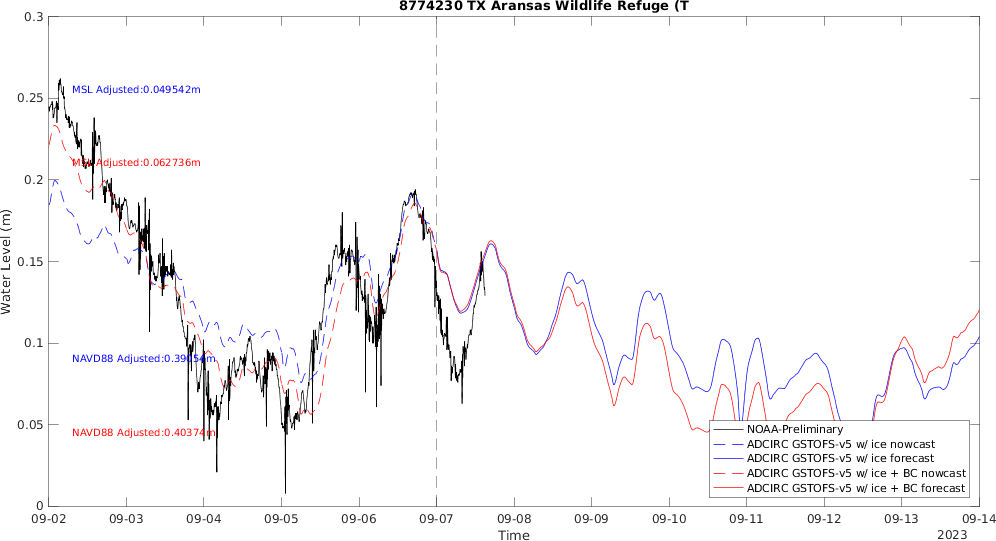 8774230 TX Aransas Wildlife Refuge (T
0.3
0.25
0.2
0.15
0.1
0.05
0
Water Level (m)
MSL Adjusted:0.049542m
MSL Adjusted:0.062736m
NAVD88 Adjusted:0.39054m
NAVD88 Adjusted:0.40374m
NOAA-Preliminary
ADCIRC GSTOFS-v5 w/ ice nowcast
ADCIRC GSTOFS-v5 w/ ice forecast
ADCIRC GSTOFS-v5 w/ ice + BC nowcast
ADCIRC GSTOFS-v5 w/ ice + BC forecast
09-02 09-03 09-04 09-05 09-06 09-07 09-08 09-09 09-10 09-11 09-12 09-13 09-14
Time
2023